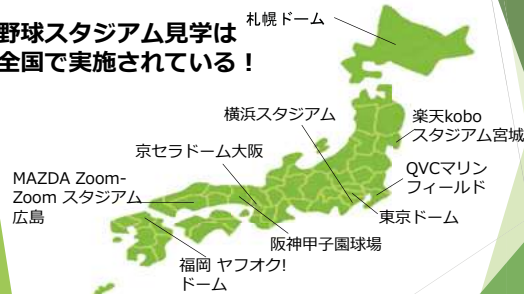 野球スタジアム見学は
全国で実施されている！
札幌ドーム
横浜スタジアム
楽天kobo
スタジアム宮城
京セラドーム大阪
MAZDA Zoom-
Zoom スタジアム
広島
QVCマリン
フィールド
東京ドーム
阪神甲子園球場
福岡 ヤフオク!
ドーム